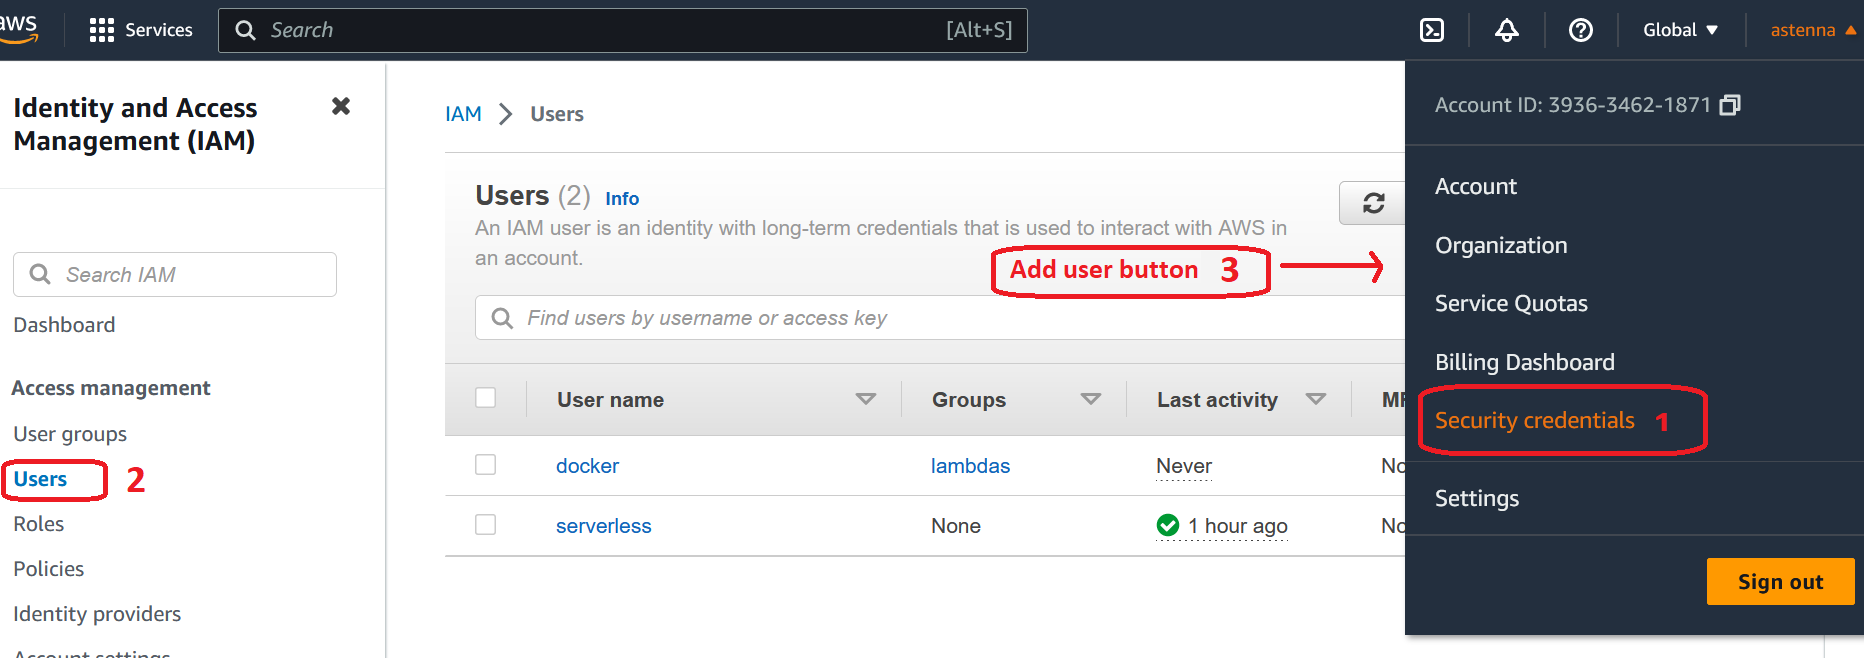 aws
Services
Search
[Alt+S]
Global
astenna
Identity and Access
Management (IAM)
Search IAM
Dashboard
Access management
User groups
Users 2
Roles
Policies
Identity providers
Account settings
IAM > Users
Users (2) Info
An IAM user is an identity with long-term credentials that is used to interact with AWS in
an account.
Add user button 3
Find users by username or access key
User name Groups Last activity
docker lambdas Never
serverless None 1 hour ago
Account ID: 3936-3462-1871
Account
Organization
Service Quotas
Billing Dashboard
Security credentials 1
Settings
Sign out